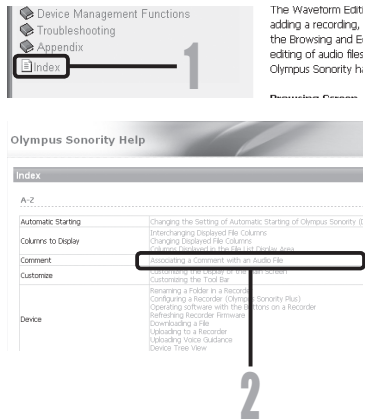 Device Management Functions
Troubleshooting
Appendix
Index
1
The Waveform Editi
adding a recording,
the Browsing and E
editing of audio files
Olympus Sonority ha
Olympus Sonority Help
Index
A-Z
Automatic Starting
Changing the Setting of Automatic Starting of Olympus Sonority (D
Columns to Display
Interchanging Displayed File Columns
Changing Displayed File Columns
Columns Displayed in the File List Display Area
Comment
Associating a Comment with an Audio File
Customize
Customizing the Display of the Main Screen
Customizing the Tool Bar
Device
Renaming a Folder in a Recorder
Configuring a Recorder (Olympus Sonority Plus)
Operating software with the Buttons on a Recorder
Refreshing Recorder Firmware
Downloading a File
Uploading to a Recorder
Uploading Voice Guidance
Device Tree View
2